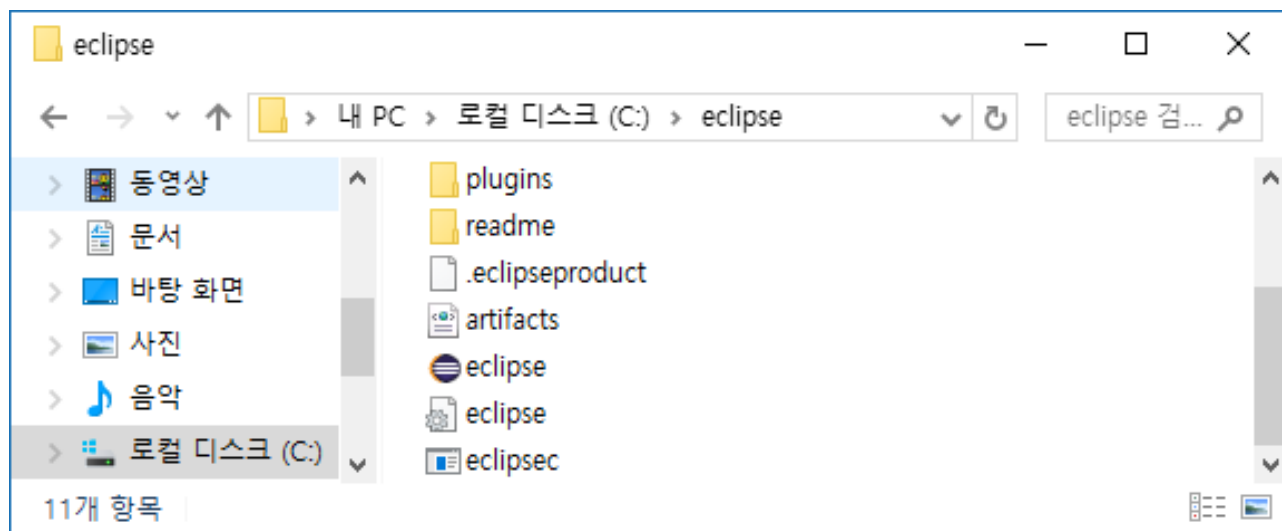 eclipse
내 PC 로컬 디스크 (C:) eclipse
eclipse 검...
동영상
문서
바탕 화면
사진
음악
로컬 디스크 (C:)
plugins
readme
.eclipseproduct
artifacts
eclipse
eclipse
eclipsec
11개 항목